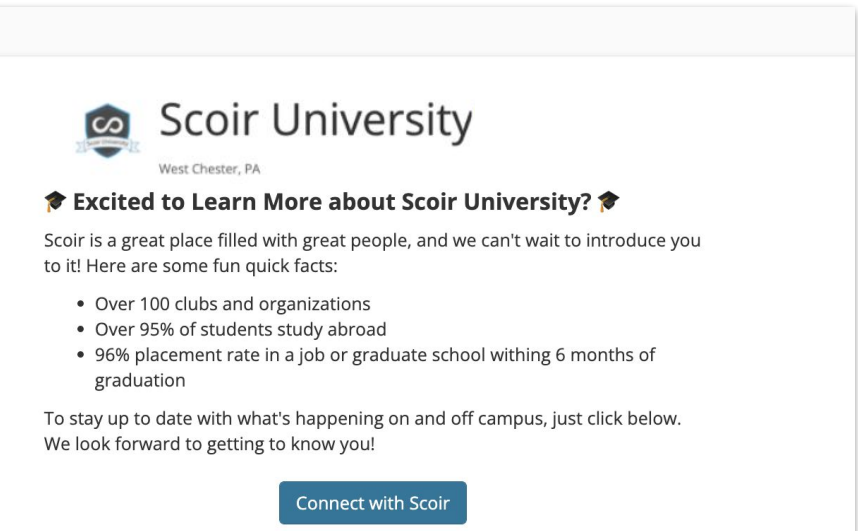 Scoir University
West Chester, PA
🎓 Excited to Learn More about Scoir University? 🎓
Scoir is a great place filled with great people, and we can't wait to introduce you
to it! Here are some fun quick facts:
• Over 100 clubs and organizations
• Over 95% of students study abroad
• 96% placement rate in a job or graduate school withing 6 months of
graduation
To stay up to date with what's happening on and off campus, just click below.
We look forward to getting to know you!
Connect with Scoir